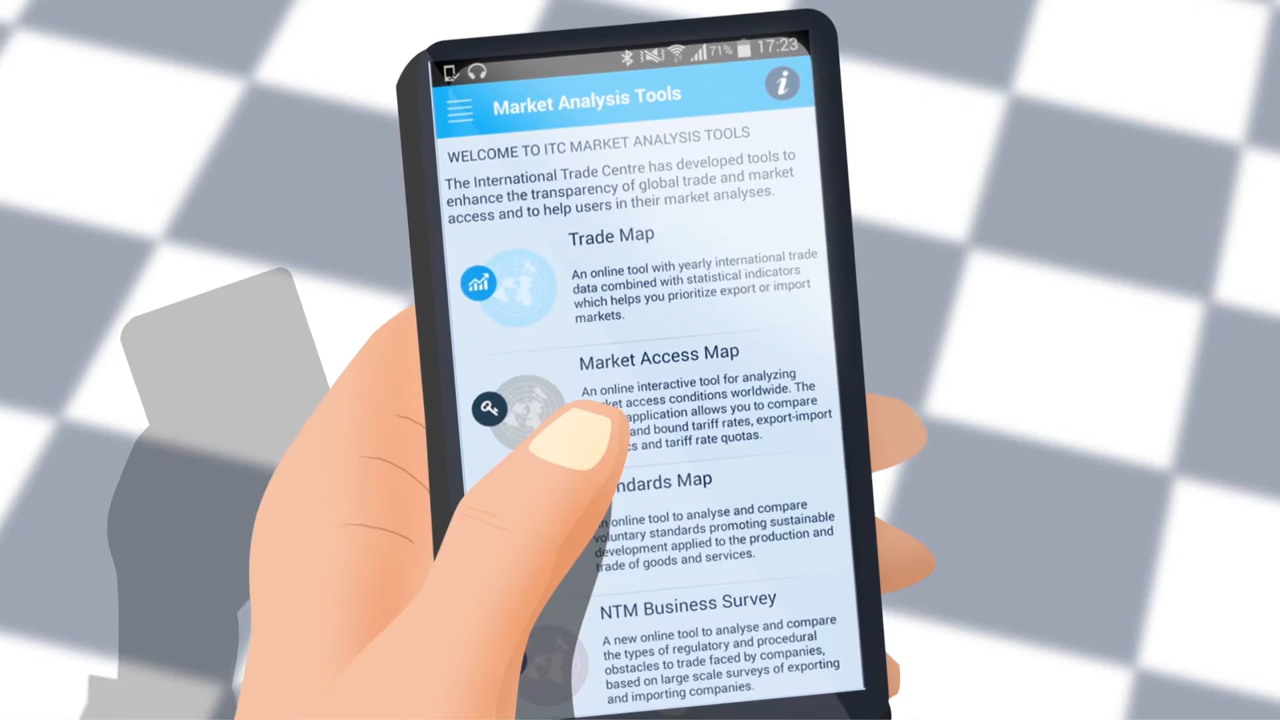 71% 17:23
Market Analysis Tools
i
WELCOME TO ITC MARKET ANALYSIS TOOLS
The International Trade Centre has developed tools to
enhance the transparency of global trade and market
access and to help users in their market analyses.
Trade Map
An online tool with yearly international trade
data combined with statistical indicators
which helps you prioritize export or import
markets.
Market Access Map
An online interactive tool for analyzing
access conditions worldwide. The
application allows you to compare
and bound tariff rates, export-import
and tariff rate quotas.
Map
online tool to analyse and compare
voluntary standards promoting sustainable
development applied to the production and
trade of goods and services.
NTM Business Survey
A new online tool to analyse and compare
the types of regulatory and procedural
obstacles to trade faced by companies,
based on large scale surveys of exporting
and importing companies.